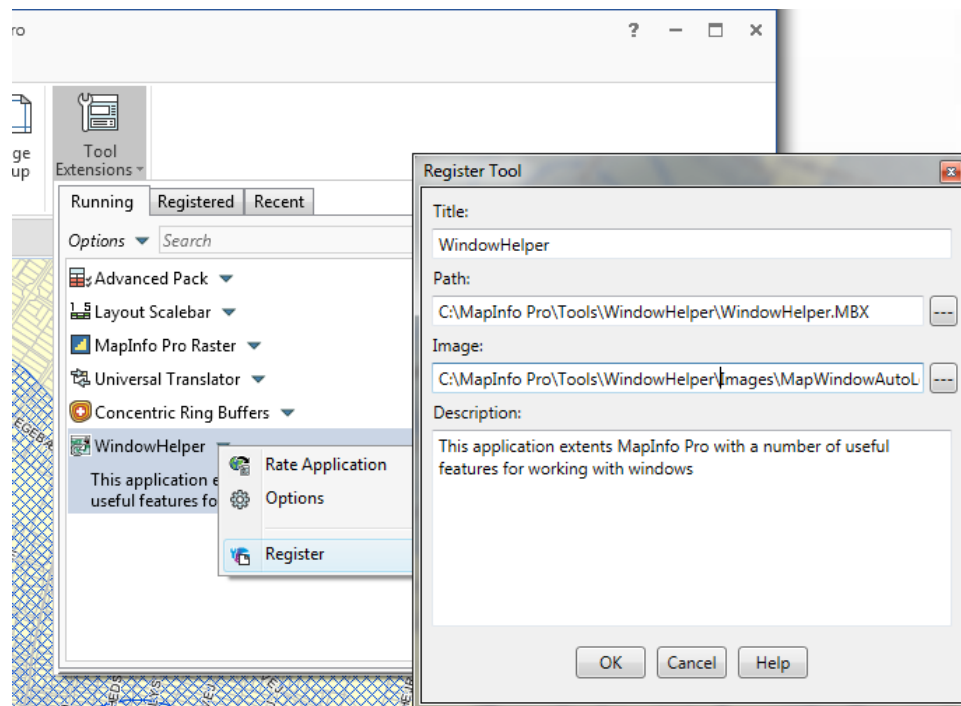 ro
?
ge
up
Tool
Extensions
Running Registered Recent
Options Search
Advanced Pack
Layout Scalebar
MapInfo Pro Raster
Universal Translator
Concentric Ring Buffers
WindowHelper
This application e
useful features fo
Rate Application
Options
Register
Register Tool
Title:
WindowHelper
Path:
C:\MapInfo Pro\Tools\WindowHelper\WindowHelper.MBX
Image:
C:\MapInfo Pro\Tools\WindowHelper\Images\MapWindowAutoL
Description:
This application extents MapInfo Pro with a number of useful
features for working with windows
OK Cancel Help